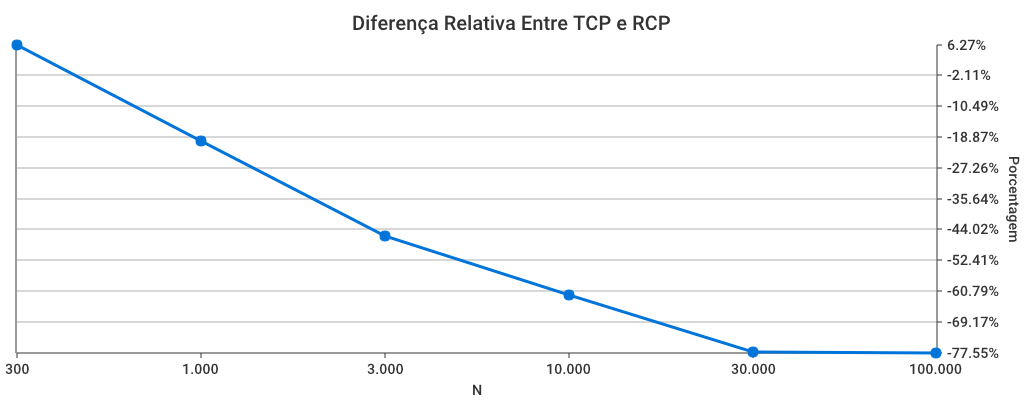 Diferença Relativa Entre TCP e RCP
6.27%
-2.11%
-10.49%
-18.87%
-27.26%
-35.64%
-44.02%
-52.41%
-60.79%
-69.17%
-77.55%
Porcentagem
300 1.000 3.000 10.000 30.000 100.000
N